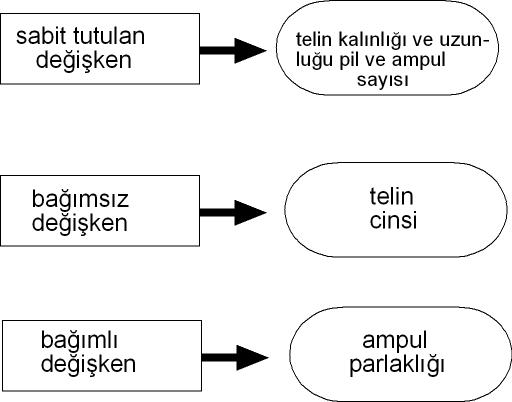 sabit tutulan
değişken
telin kalınlığı ve uzun-
luğu pil ve ampul
sayısı
bağımsız
değişken
telin
cinsi
bağımlı
değişken
ampul
parlaklığı